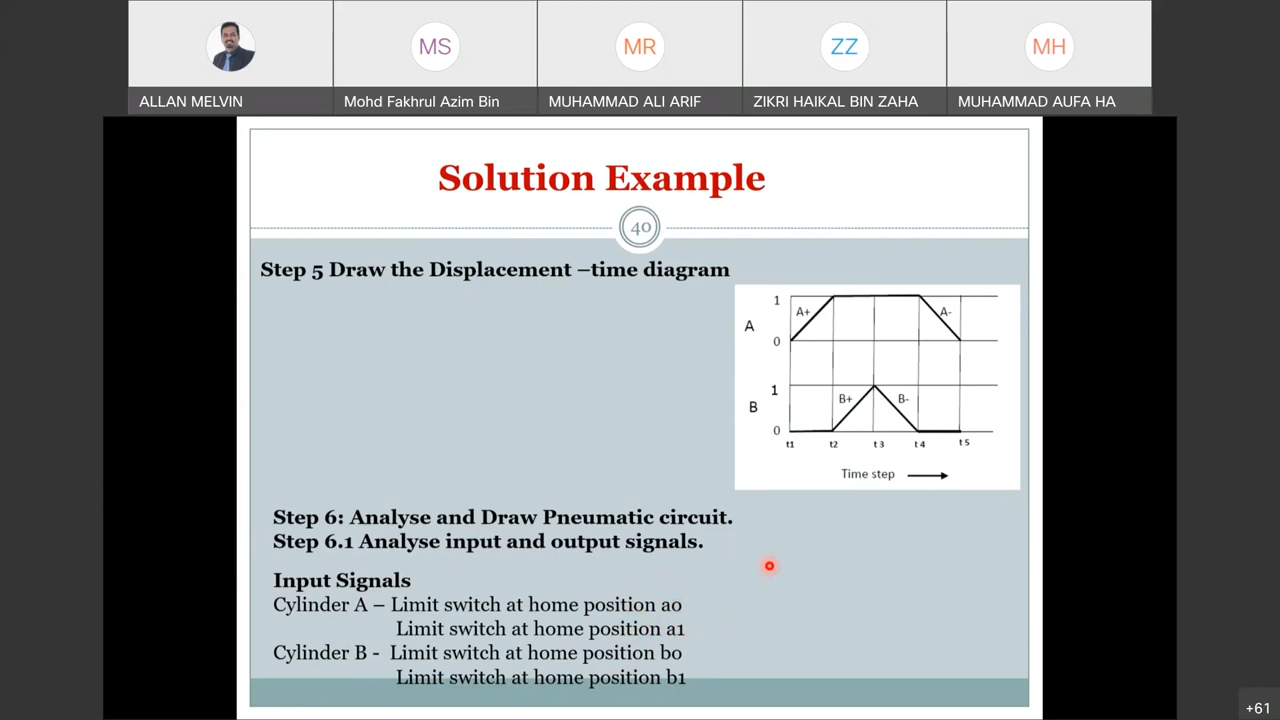 MS
MR
ZZ
MH
ALLAN MELVIN
Mohd Fakhrul Azim Bin
MUHAMMAD ALI ARIF
ZIKRI HAIKAL BIN ZAHA
MUHAMMAD AUFA HA
Solution Example
40
Step 5 Draw the Displacement –time diagram
1
A+
A-
A
0
1
B+
B-
B
0
t1
t2
t 3
t 4
t 5
Time step
Step 6: Analyse and Draw Pneumatic circuit.
Step 6.1 Analyse input and output signals.
Input Signals
Cylinder A – Limit switch at home position ao
Limit switch at home position a1
Cylinder B - Limit switch at home position bo
Limit switch at home position b1
+61